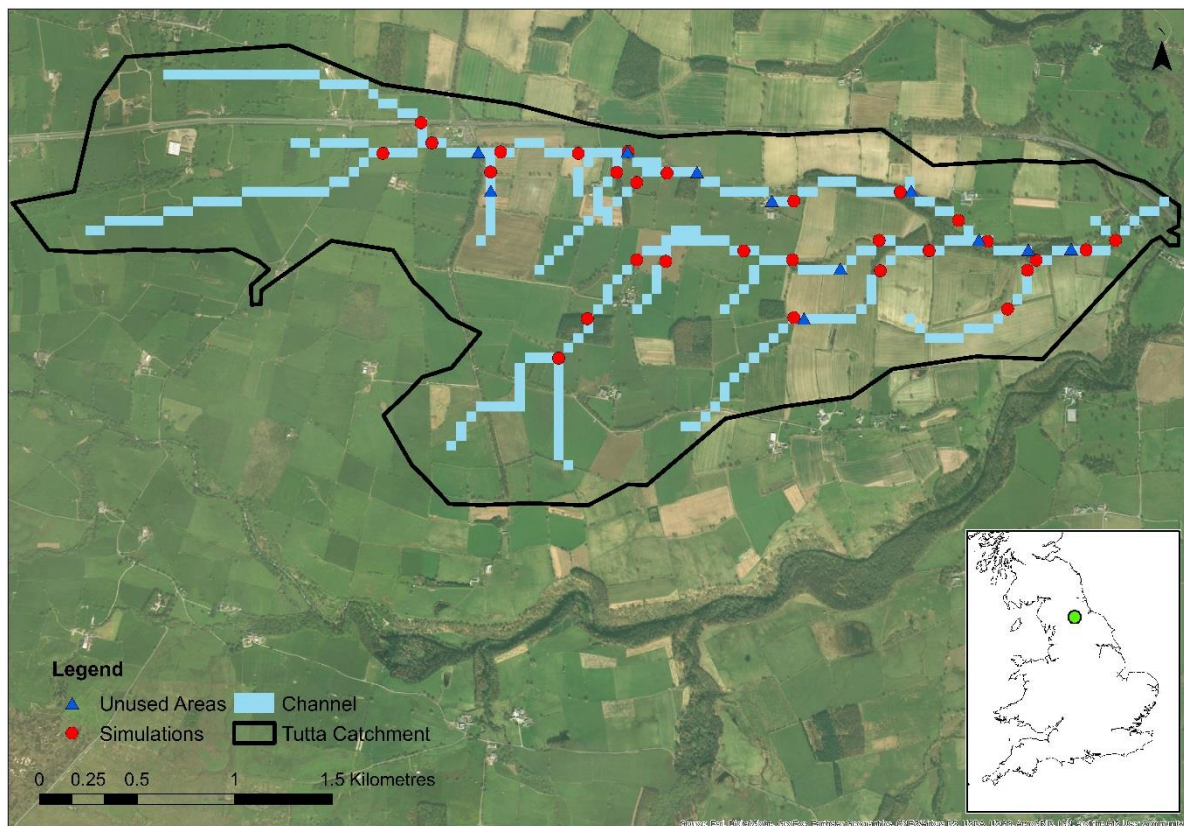 Legend
Unused Areas Channel
Simulations Tutta Catchment
0 0.25 0.5 1 1.5 Kilometres